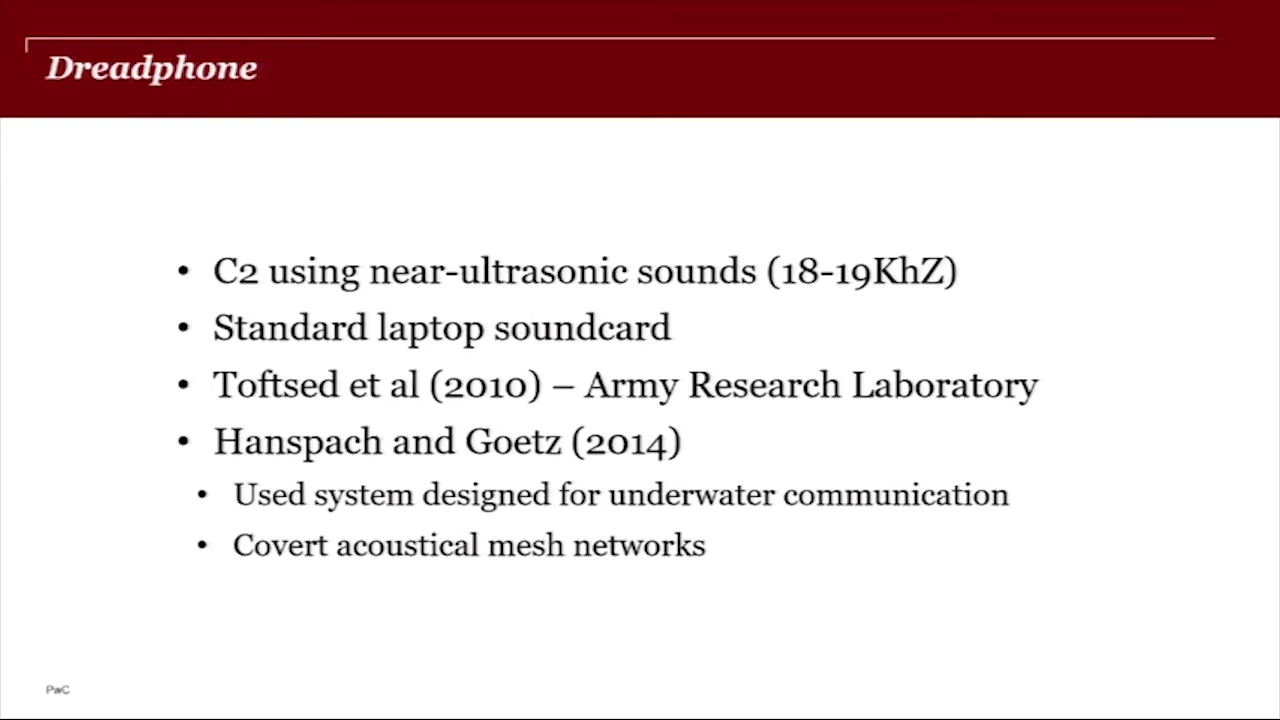 Dreadphone
• C2 using near-ultrasonic sounds (18-19KhZ)
• Standard laptop soundcard
• Toftsed et al (2010) – Army Research Laboratory
• Hanspach and Goetz (2014)
• Used system designed for underwater communication
• Covert acoustical mesh networks
PwC